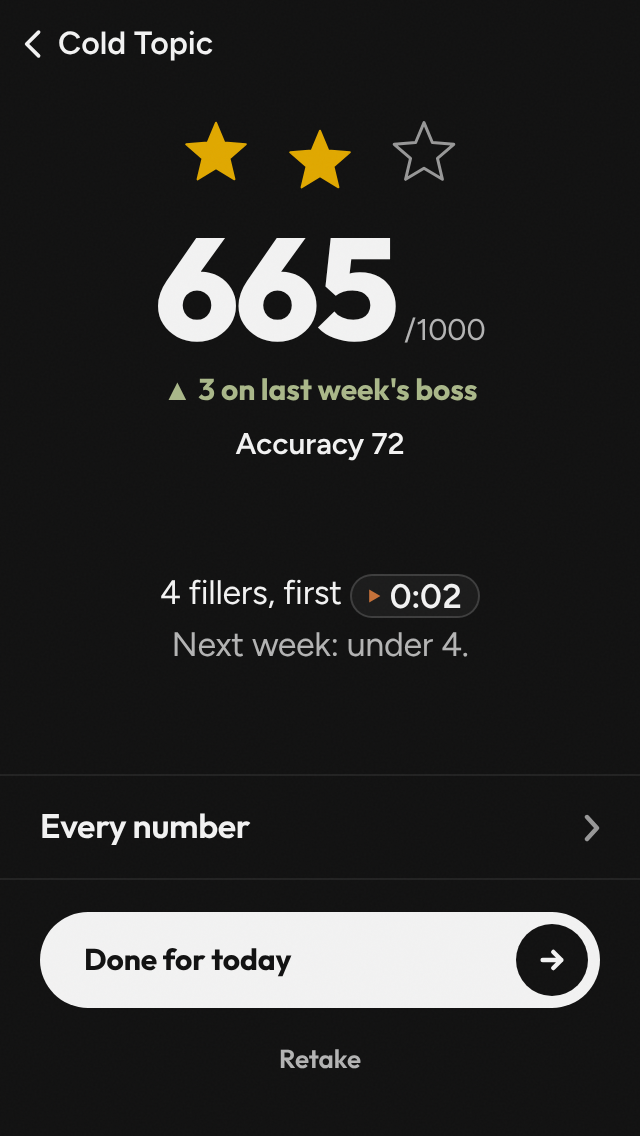 Cold Topic
665 /1000
▲ 3 on last week's boss
Accuracy 72
4 fillers, first ▶ 0:02
Next week: under 4.
Every number
Done for today
Retake